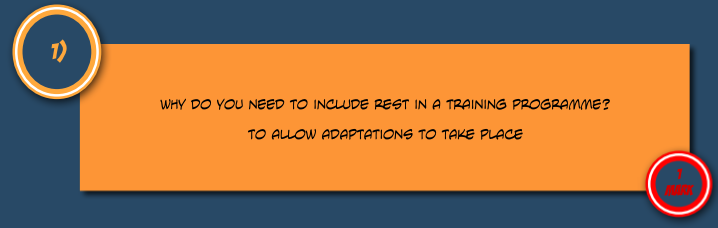 1)
WHY DO YOU NEED TO INCLUDE REST IN A TRAINING PROGRAMME?
TO ALLOW ADAPTATIONS TO TAKE PLACE
1
MARK